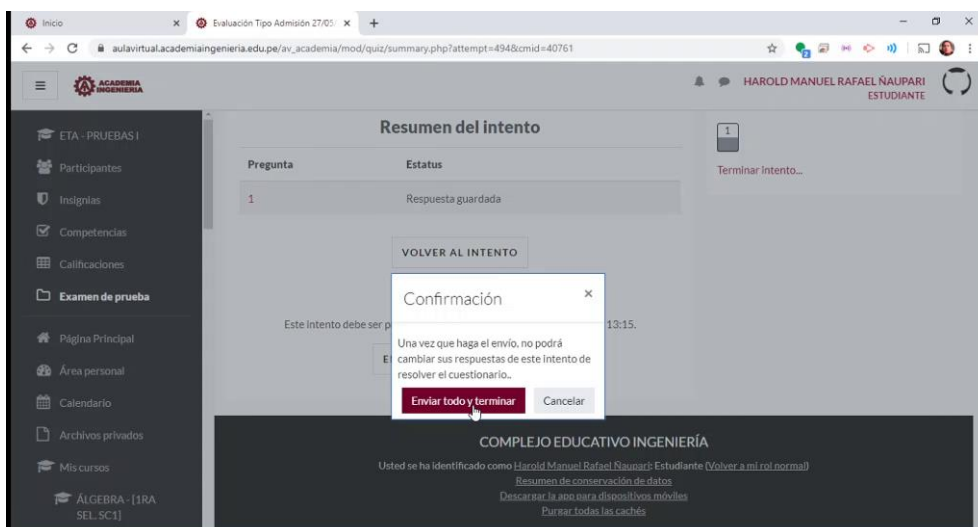 Inicio
Evaluación Tipo Admisión 27/05
aulavirtual.academiaingenieria.edu.pe/av_academia/mod/quiz/summary.php?attempt=494&cmid=40761
ACADEMIA
INGENIERIA
HAROLD MANUEL RAFAEL ÑAUPARI
ESTUDIANTE
ETA - PRUEBAS I
Participantes
Insignias
Competencias
Calificaciones
Examen de prueba
Página Principal
Área personal
Calendario
Archivos privados
Mis cursos
ÁLGEBRA - [1RA
SEL. SC1]
Resumen del intento
Pregunta Estatus
1 Respuesta guardada
VOLVER AL INTENTO
Este intento debe ser p 13:15.
E
1
Terminar intento...
Confirmación
Una vez que haga el envío, no podrá
cambiar sus respuestas de este intento de
resolver el cuestionario..
Enviar todo y terminar Cancelar
COMPLEJO EDUCATIVO INGENIERÍA
Usted se ha identificado como Harold Manuel Rafael Ñaupari: Estudiante (Volver a mi rol normal)
Resumen de conservación de datos
Descargar la app para dispositivos móviles
Purgar todas las cachés